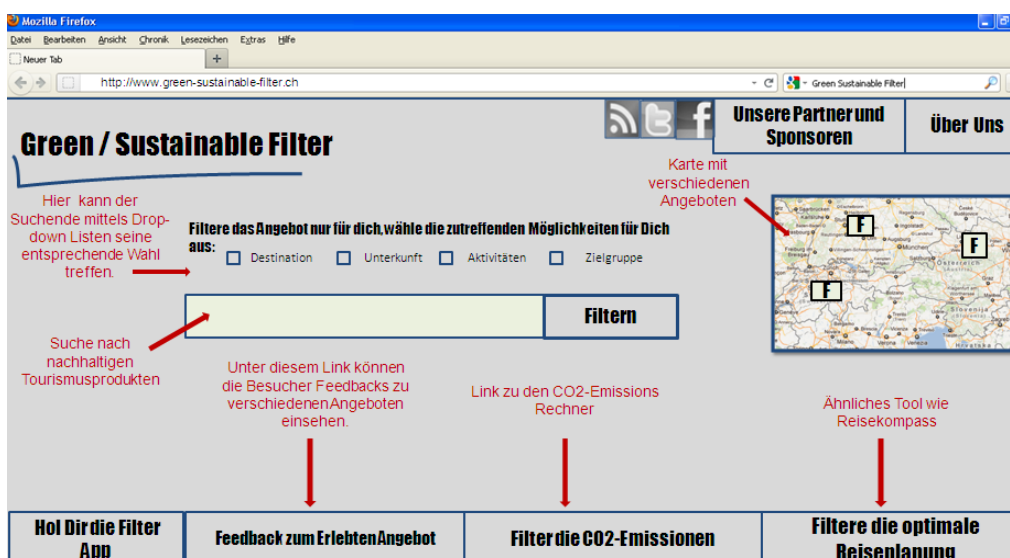 Mozilla Firefox
Datei Bearbeiten Ansicht Chronik Lesezeichen Extras Hilfe
Neuer Tab
http://www.green-sustainable-filter.ch
Green Sustainable Filter
Green / Sustainable Filter
Unsere Partner und
Sponsoren
Über Uns
Karte mit
verschiedenen
Angeboten
Hier kann der
Suchende mittels Drop-
down Listen seine
entsprechende Wahl
treffen.
Filtere das Angebot nur für dich, wähle die zutreffenden Möglichkeiten für Dich
aus:
Destination Unterkunft Aktivitäten Zielgruppe
Filtern
F
F
F
Suche nach
nachhaltigen
Tourismusprodukten
Unter diesem Link können
die Besucher Feedbacks zu
verschiedenen Angeboten
einsehen.
Link zu den CO2-Emissions
Rechner
Ähnliches Tool wie
Reisekompass
Hol Dir die Filter
App
Feedback zum Erlebten Angebot
Filter die CO2-Emissionen
Filtere die optimale
Reisenplanung